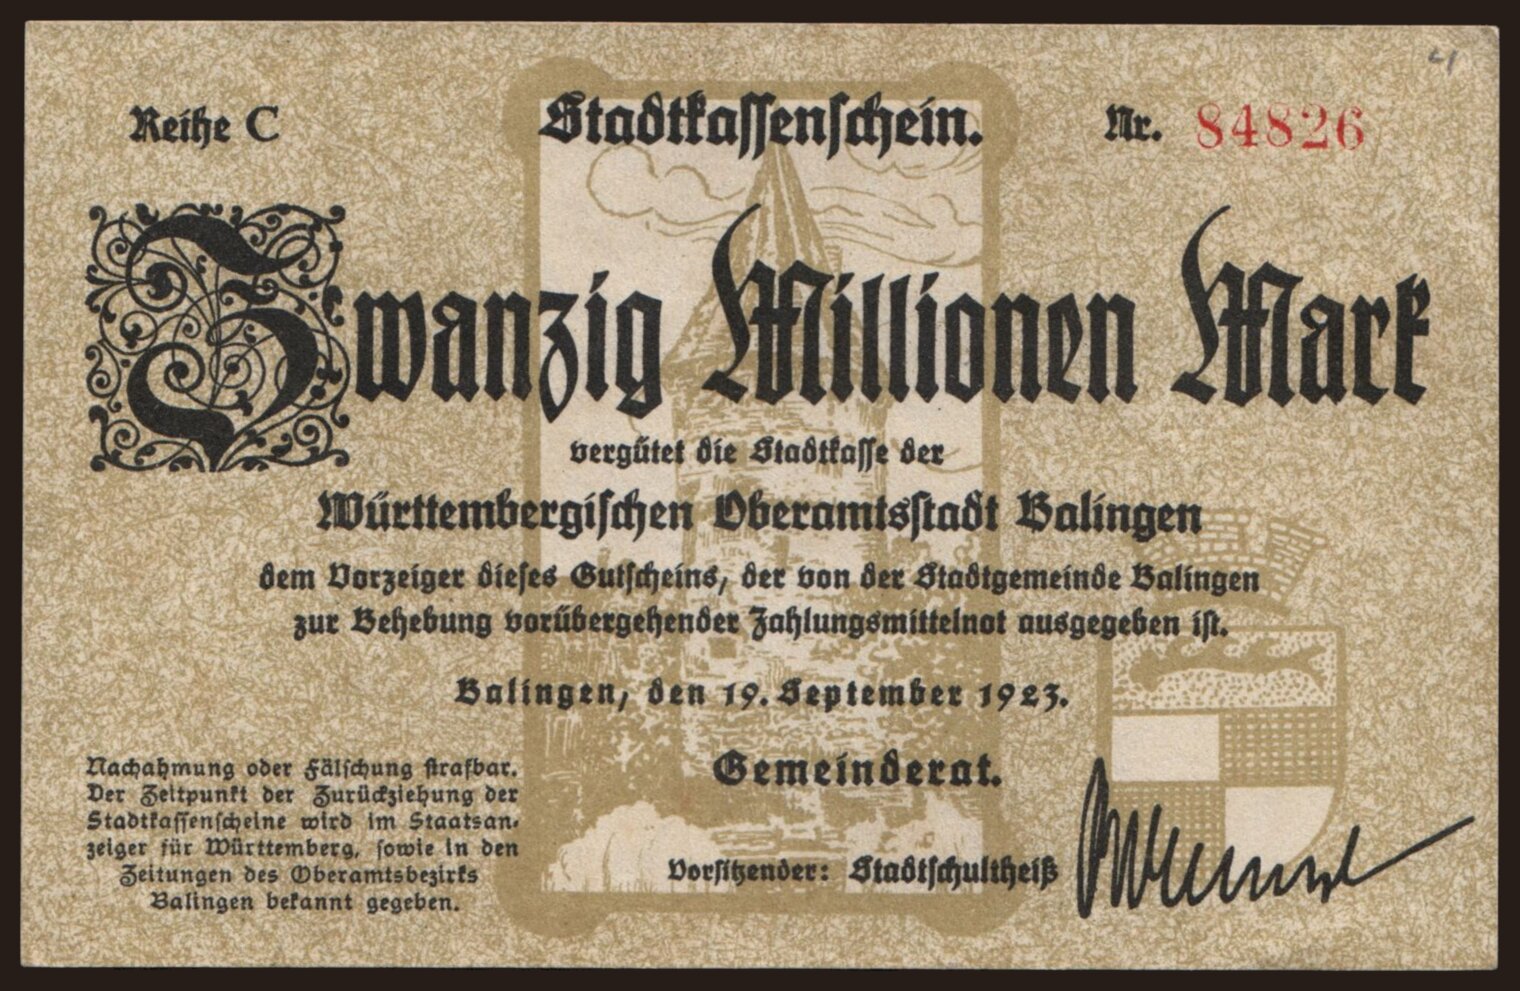 Reihe C
Stadtkassenschein.
Nr. 84826
Zwanzig Millionen Mark
vergütet die Stadtkasse der
Württembergischen Oberamtsstadt Balingen
dem Vorzeiger dieses Gutscheins, der von der Stadtgemeinde Balingen
zur Behebung vorübergehender Zahlungsmittelnot ausgegeben ist.
Balingen, den 19. September 1923.
Gemeinderat.
Vorsitzender: Stadtschultheiß
Nachahmung oder Fälschung strafbar.
Der Zeitpunkt der Zurückziehung der
Stadtkassenscheine wird im Staatsan-
zeiger für Württemberg, sowie in den
Zeitungen des Oberamtsbezirks
Balingen bekannt gegeben.